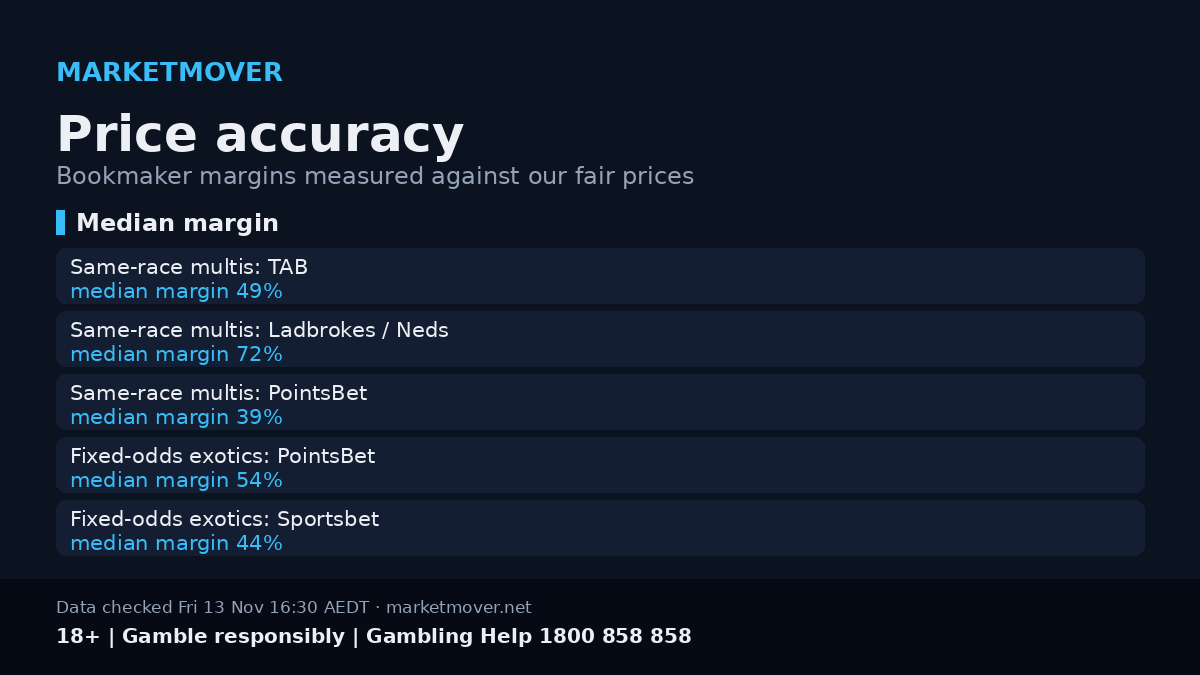 MARKETMOVER
Price accuracy
Bookmaker margins measured against our fair prices
Median margin
Same-race multis: TAB
median margin 49%
Same-race multis: Ladbrokes / Neds
median margin 72%
Same-race multis: PointsBet
median margin 39%
Fixed-odds exotics: PointsBet
median margin 54%
Fixed-odds exotics: Sportsbet
median margin 44%
Data checked Fri 13 Nov 16:30 AEDT · marketmover.net
18+ | Gamble responsibly | Gambling Help 1800 858 858